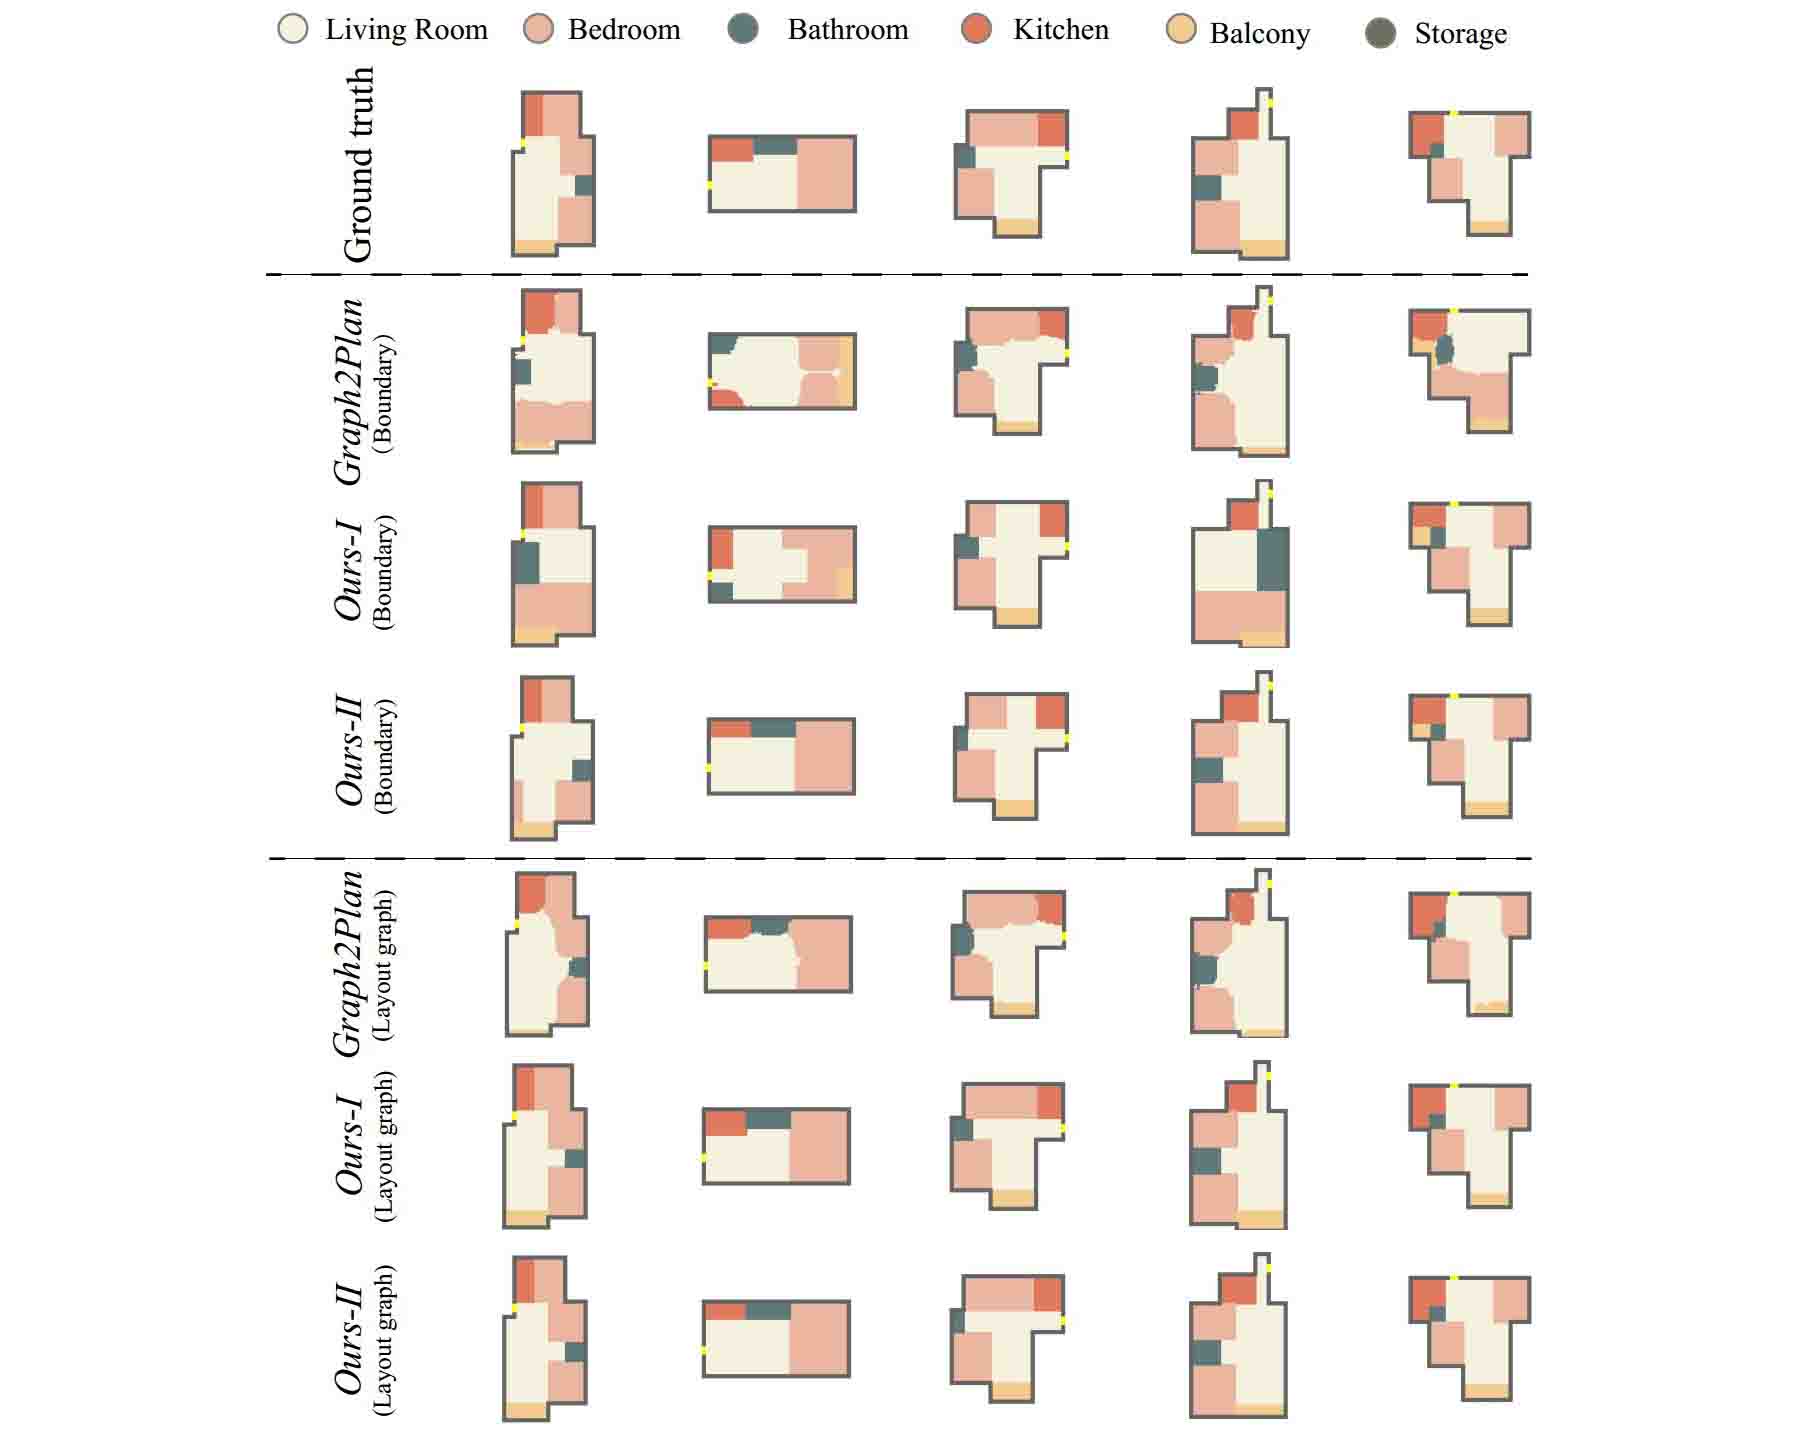 Living Room
Bedroom
Bathroom
Kitchen
Balcony
Storage
Ground truth
Graph2Plan
(Boundary)
Ours-I
(Boundary)
Ours-II
(Boundary)
Graph2Plan
(Layout graph)
Ours-I
(Layout graph)
Ours-II
(Layout graph)